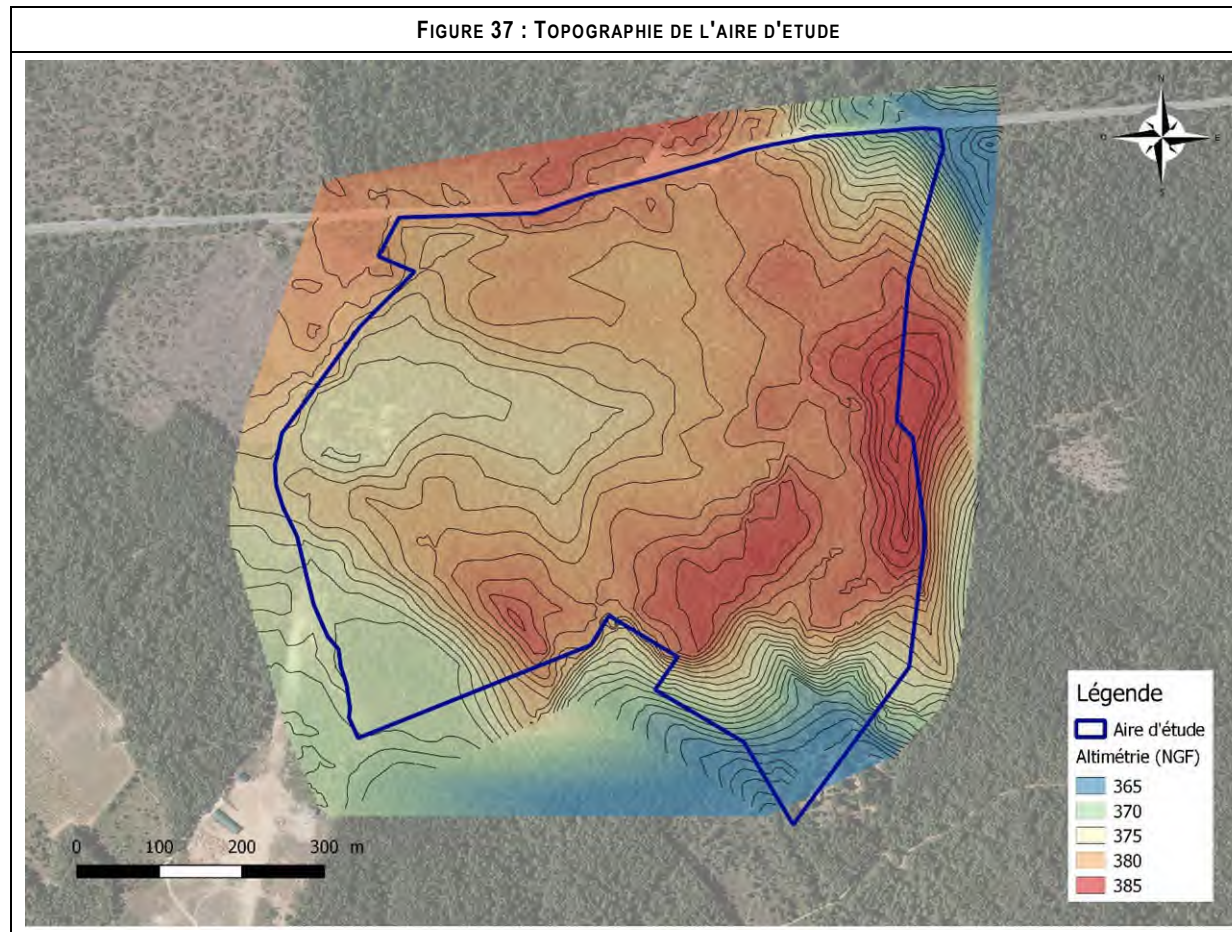 FIGURE 37 : TOPOGRAPHIE DE L'AIRE D'ETUDE
N
O
E
S
Légende
Aire d'étude
Altimétrie (NGF)
365
370
375
380
385
0 100 200 300 m